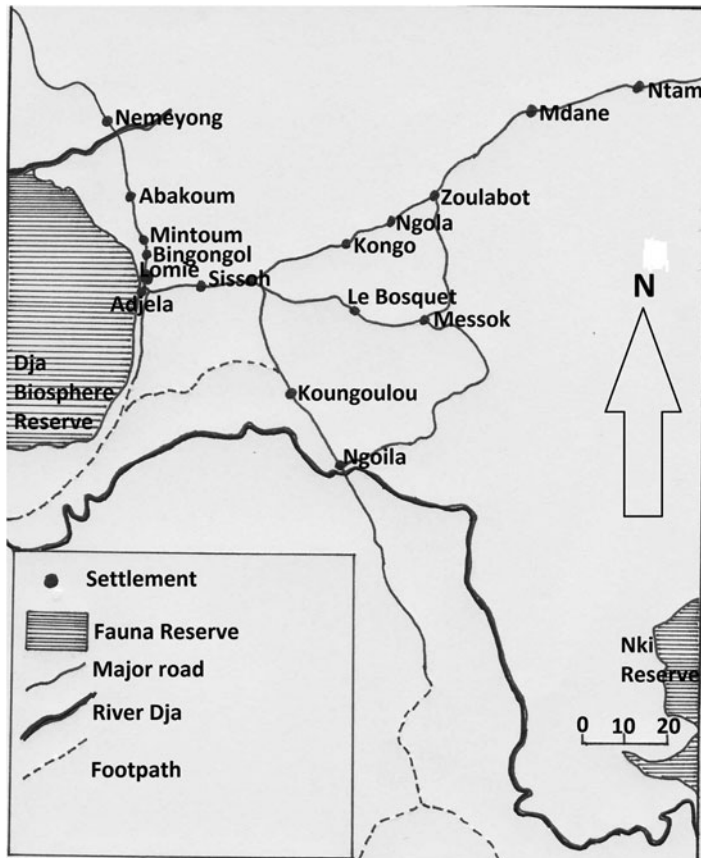 Nemeyong
Ntam
Mdane
Abakoum
Zoulabot
Ngola
Mintoum
Kongo
Bingongol
Lomie
Sissoh
Adjela
Le Bosquet
Messok
N
Dja
Biosphere
Reserve
Koungoulou
Ngoila
Settlement
Fauna Reserve
Major road
River Dja
Footpath
Nki
Reserve
0 10 20